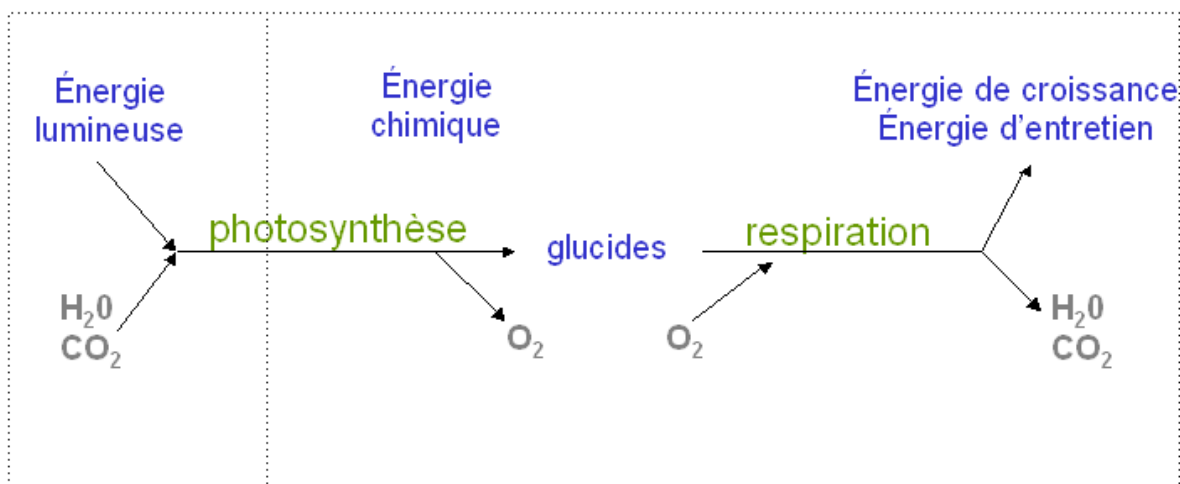 Énergie
lumineuse
Énergie
chimique
Énergie de croissance
Énergie d'entretien
photosynthèse
glucides
respiration
H₂0
CO₂
O₂
O₂
H₂0
CO₂